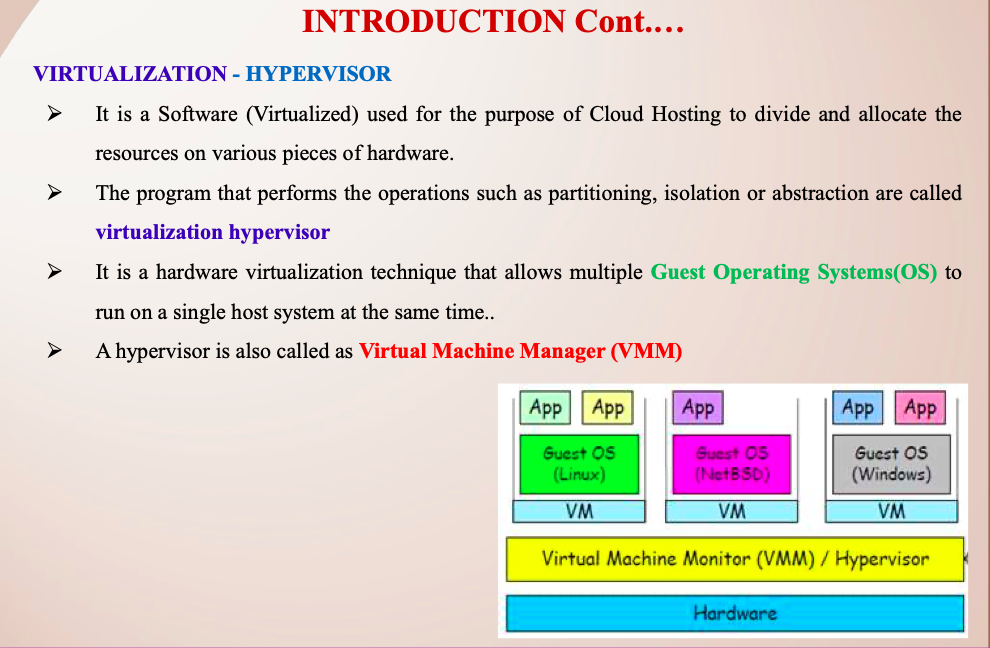 INTRODUCTION Cont.…
VIRTUALIZATION - HYPERVISOR
➢ It is a Software (Virtualized) used for the purpose of Cloud Hosting to divide and allocate the
resources on various pieces of hardware.
➢ The program that performs the operations such as partitioning, isolation or abstraction are called
virtualization hypervisor
➢ It is a hardware virtualization technique that allows multiple Guest Operating Systems(OS) to
run on a single host system at the same time..
➢ A hypervisor is also called as Virtual Machine Manager (VMM)
App App App App App
Guest OS Guest OS Guest OS
(Linux) (NetBSD) (Windows)
VM VM VM
Virtual Machine Monitor (VMM) / Hypervisor
Hardware